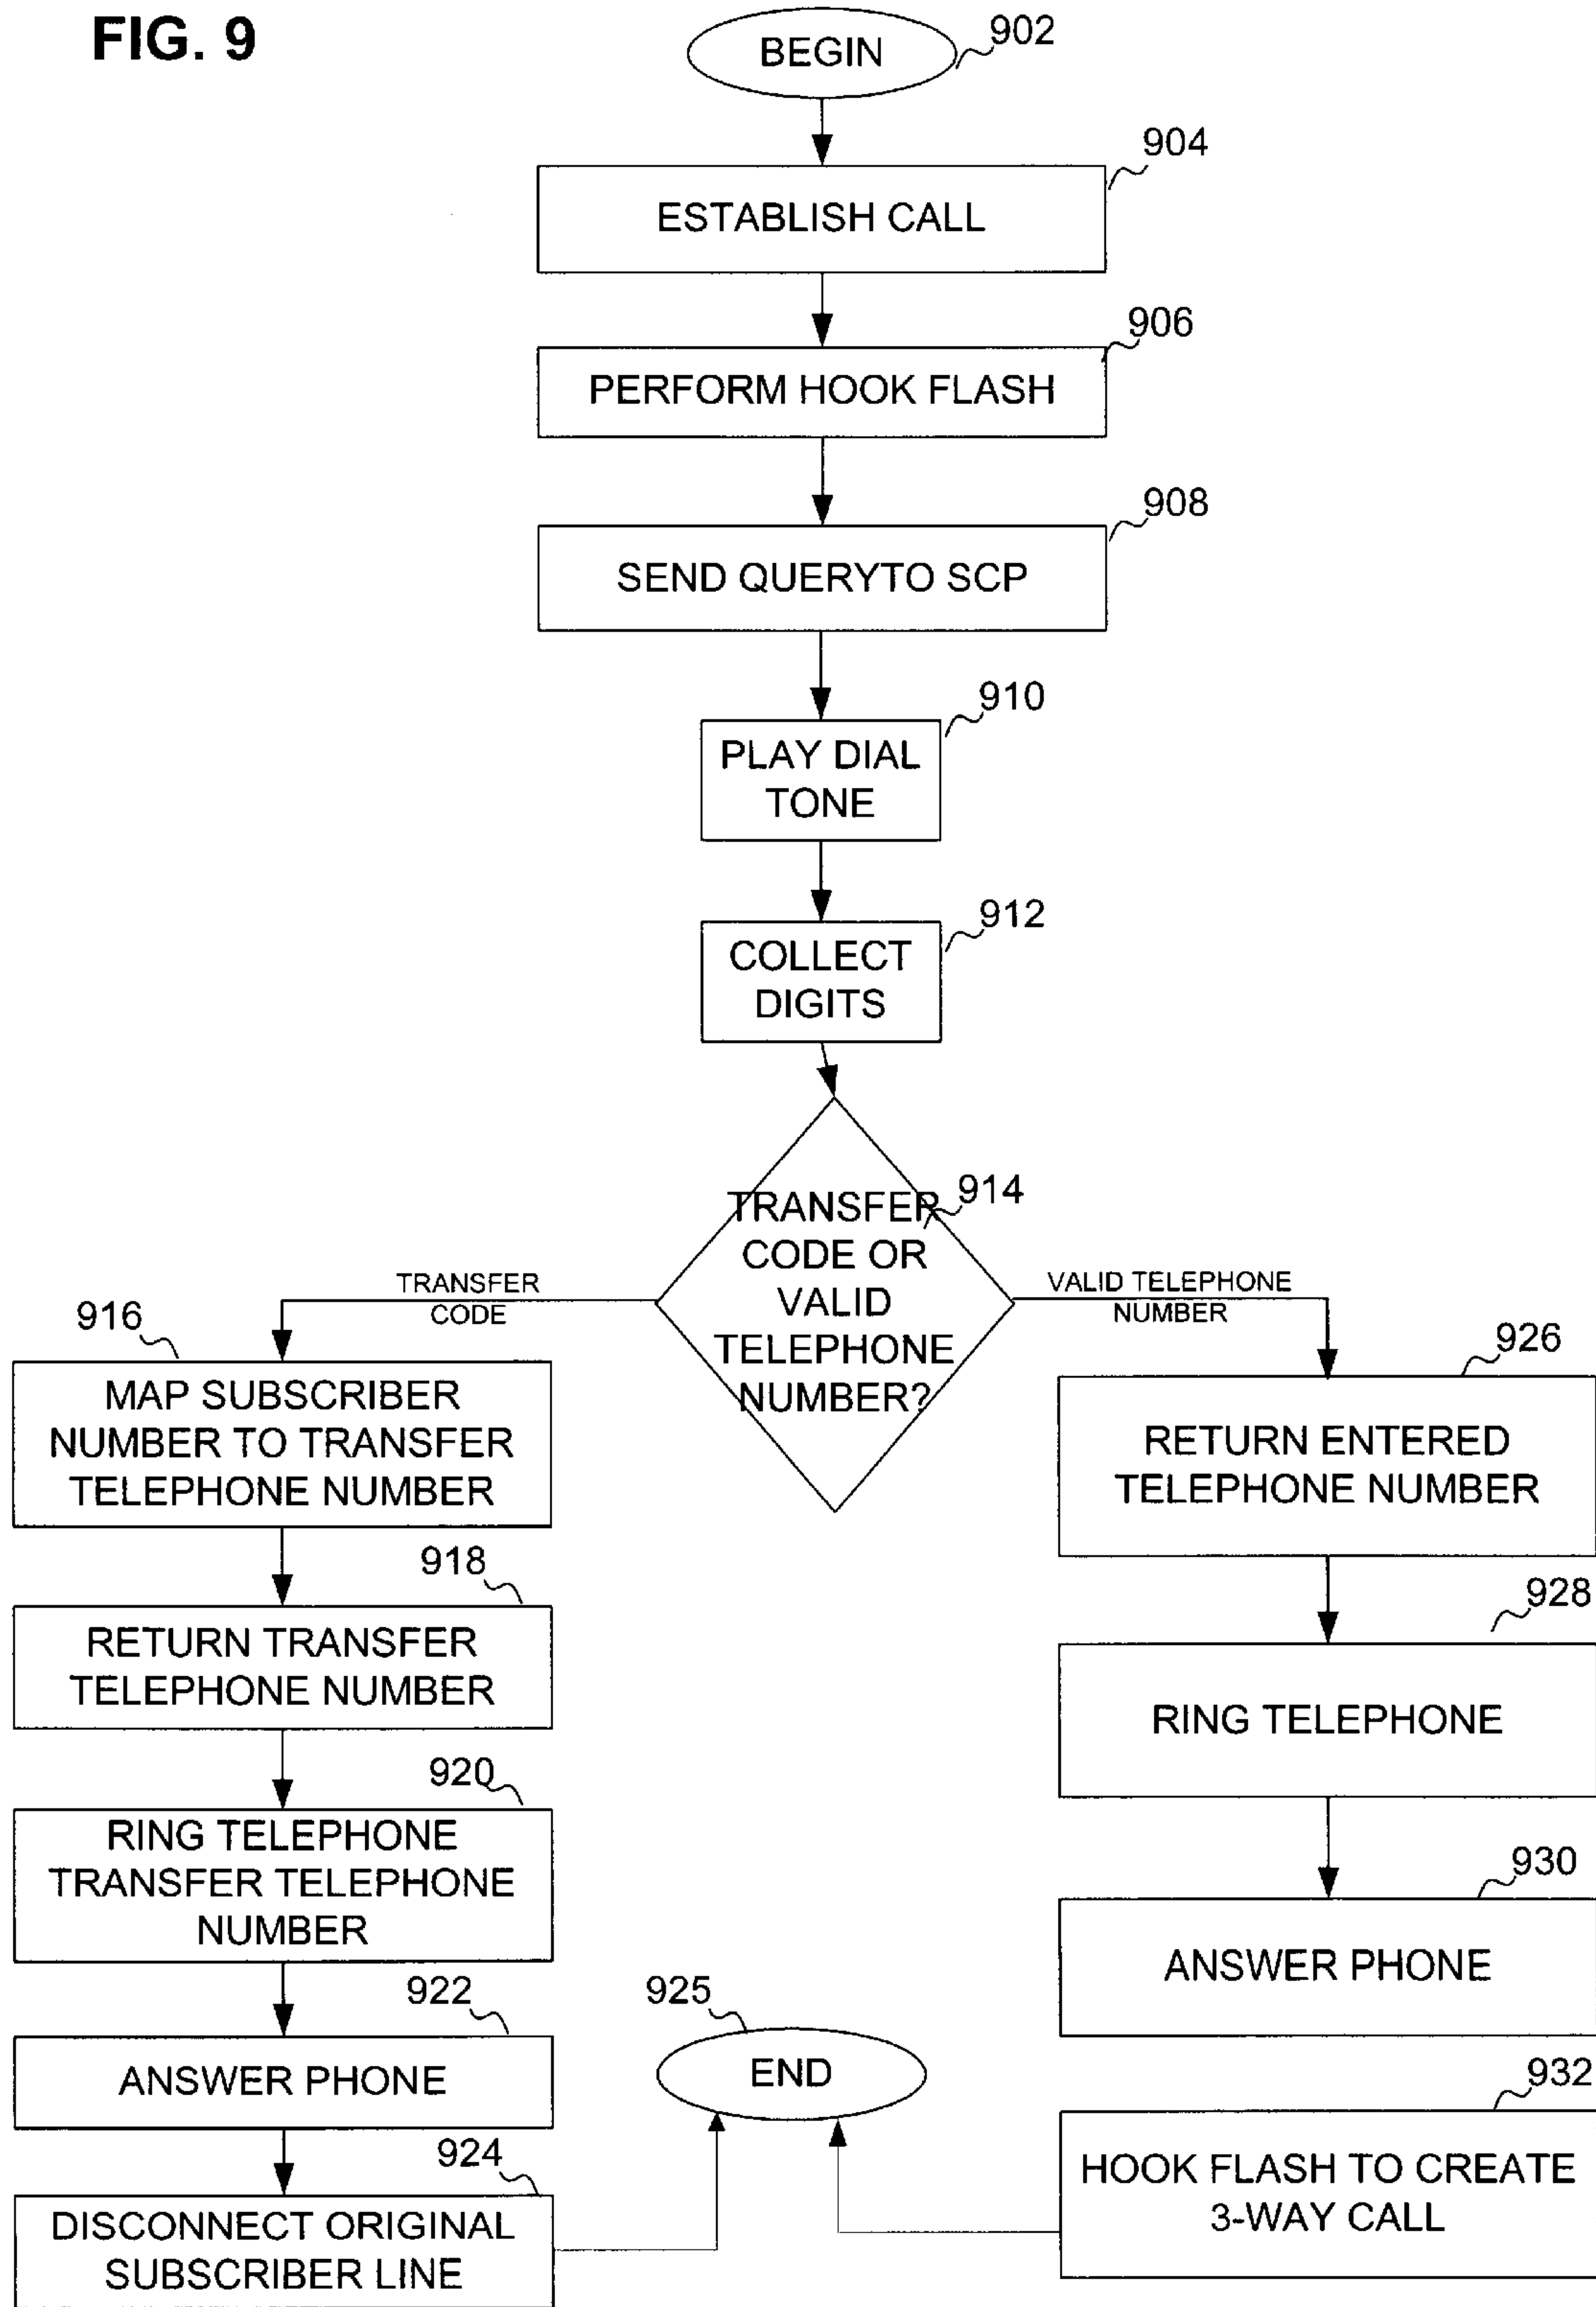 FIG. 9
BEGIN
902
904
ESTABLISH CALL
906
PERFORM HOOK FLASH
908
SEND QUERYTO SCP
910
PLAY DIAL
TONE
912
COLLECT
DIGITS
914
TRANSFER
CODE OR
VALID
TELEPHONE
NUMBER?
TRANSFER
CODE
VALID TELEPHONE
NUMBER
916
MAP SUBSCRIBER
NUMBER TO TRANSFER
TELEPHONE NUMBER
918
RETURN TRANSFER
TELEPHONE NUMBER
920
RING TELEPHONE
TRANSFER TELEPHONE
NUMBER
922
ANSWER PHONE
924
DISCONNECT ORIGINAL
SUBSCRIBER LINE
925
END
926
RETURN ENTERED
TELEPHONE NUMBER
928
RING TELEPHONE
930
ANSWER PHONE
932
HOOK FLASH TO CREATE
3-WAY CALL